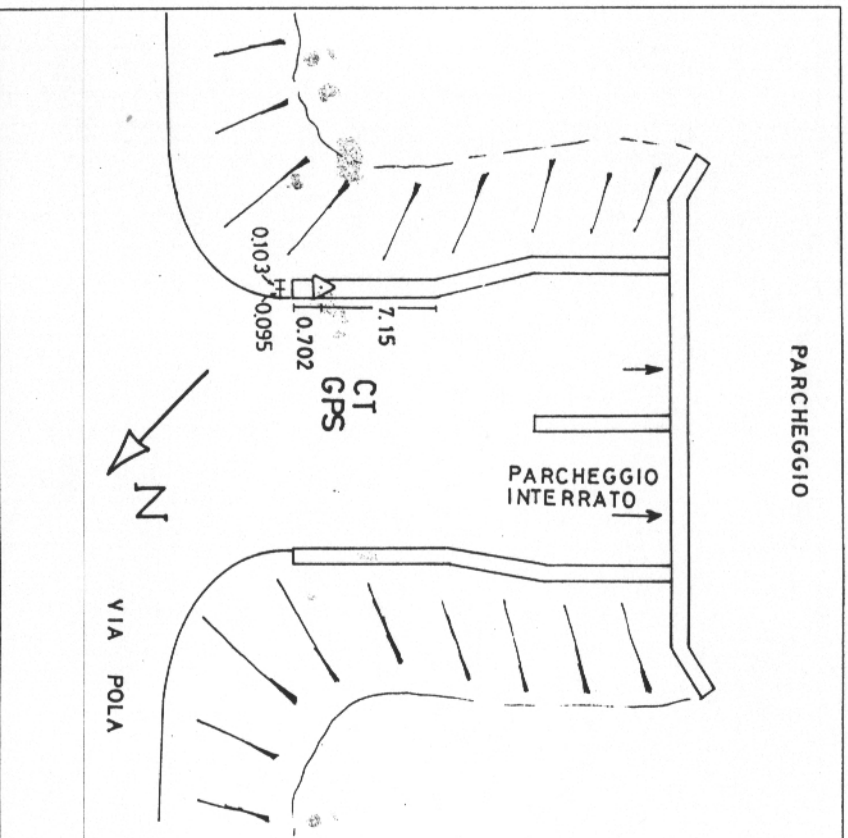 PARCHEGGIO
0.103
0.095
0.702
7.15
CT
GPS
PARCHEGGIO
INTERRATO
N
VIA POLA